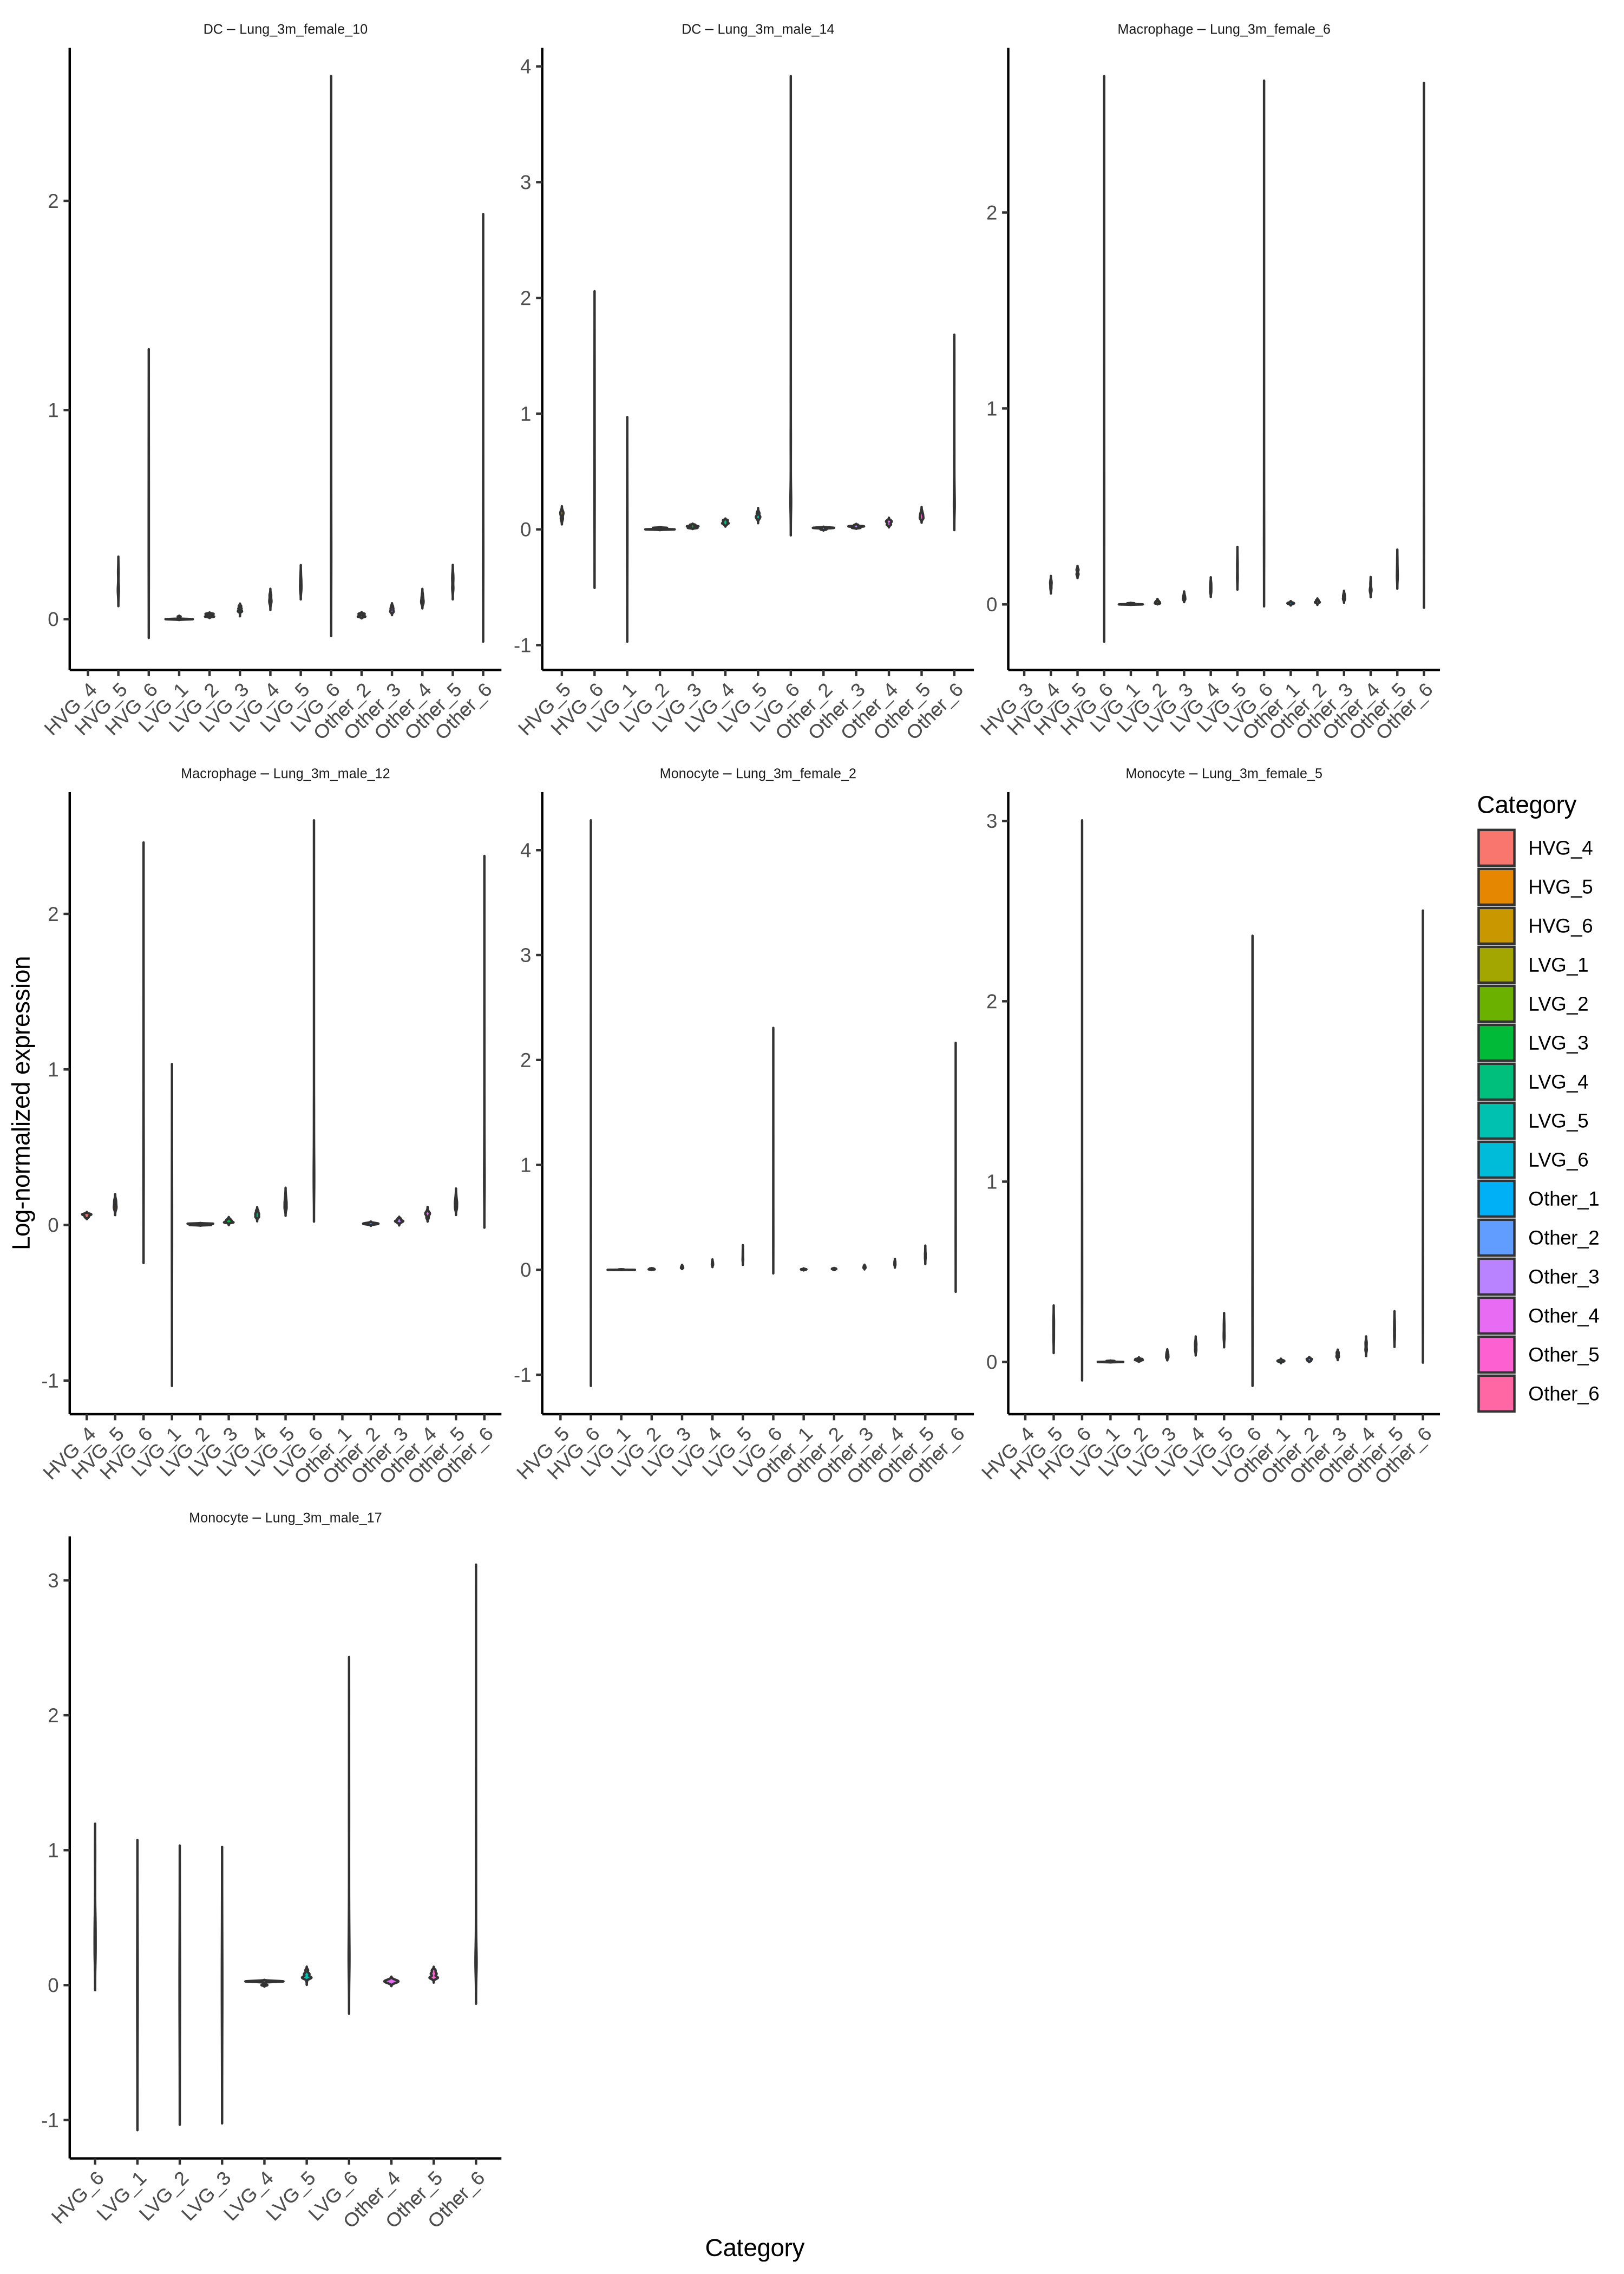 DC – Lung_3m_female_10
DC – Lung_3m_male_14
Macrophage – Lung_3m_female_6
2
1
0
4
3
2
1
0
-1
2
1
0
HVG_4
HVG_5
HVG_6
LVG_1
LVG_2
LVG_3
LVG_4
LVG_5
LVG_6
Other_2
Other_3
Other_4
Other_5
Other_6
HVG_5
HVG_6
LVG_1
LVG_2
LVG_3
LVG_4
LVG_5
LVG_6
Other_2
Other_3
Other_4
Other_5
Other_6
HVG_3
HVG_4
HVG_5
HVG_6
LVG_1
LVG_2
LVG_3
LVG_4
LVG_5
LVG_6
Other_1
Other_2
Other_3
Other_4
Other_5
Other_6
Macrophage – Lung_3m_male_12
Monocyte – Lung_3m_female_2
Monocyte – Lung_3m_female_5
Log-normalized expression
2
1
0
-1
4
3
2
1
0
-1
3
2
1
0
HVG_4
HVG_5
HVG_6
LVG_1
LVG_2
LVG_3
LVG_4
LVG_5
LVG_6
Other_1
Other_2
Other_3
Other_4
Other_5
Other_6
HVG_5
HVG_6
LVG_1
LVG_2
LVG_3
LVG_4
LVG_5
LVG_6
Other_1
Other_2
Other_3
Other_4
Other_5
Other_6
HVG_4
HVG_5
HVG_6
LVG_1
LVG_2
LVG_3
LVG_4
LVG_5
LVG_6
Other_1
Other_2
Other_3
Other_4
Other_5
Other_6
Category
HVG_4
HVG_5
HVG_6
LVG_1
LVG_2
LVG_3
LVG_4
LVG_5
LVG_6
Other_1
Other_2
Other_3
Other_4
Other_5
Other_6
Monocyte – Lung_3m_male_17
3
2
1
0
-1
HVG_6
LVG_1
LVG_2
LVG_3
LVG_4
LVG_5
LVG_6
Other_4
Other_5
Other_6
Category